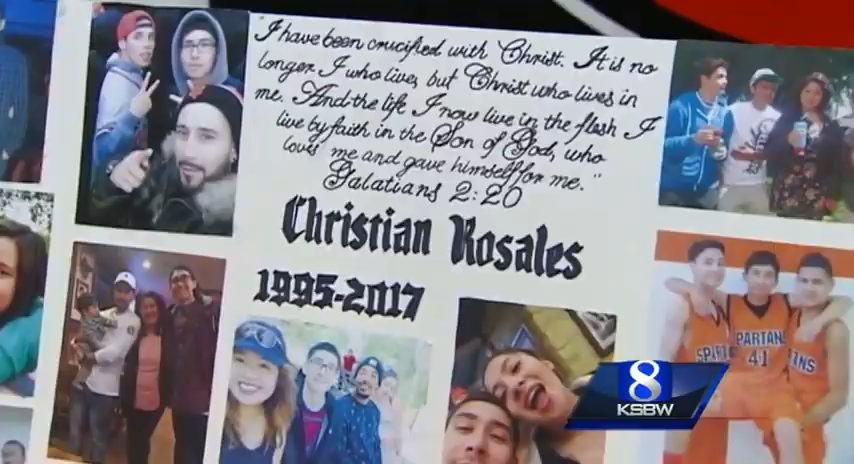 "I have been crucified with Christ. It is no
longer I who live, but Christ who lives in
me. And the life I now live in the flesh I
live by faith in the Son of God, who
loves me and gave himself for me."
Galatians 2:20
Christian Rosales
1995-2017
SPART
SPARTAN
41
8
KSBW